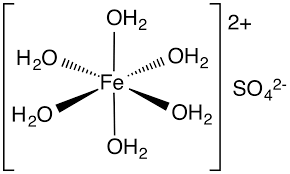 OH₂ 2+
H₂O OH₂
Fe SO₄²⁻
H₂O OH₂
OH₂